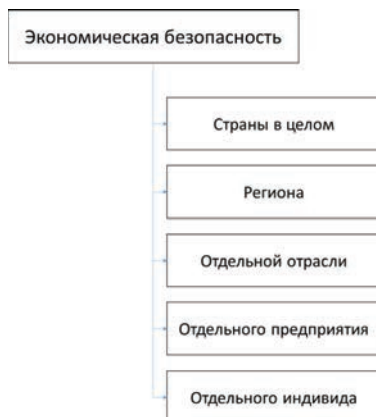 Экономическая безопасность
Страны в целом
Региона
Отдельной отрасли
Отдельного предприятия
Отдельного индивида